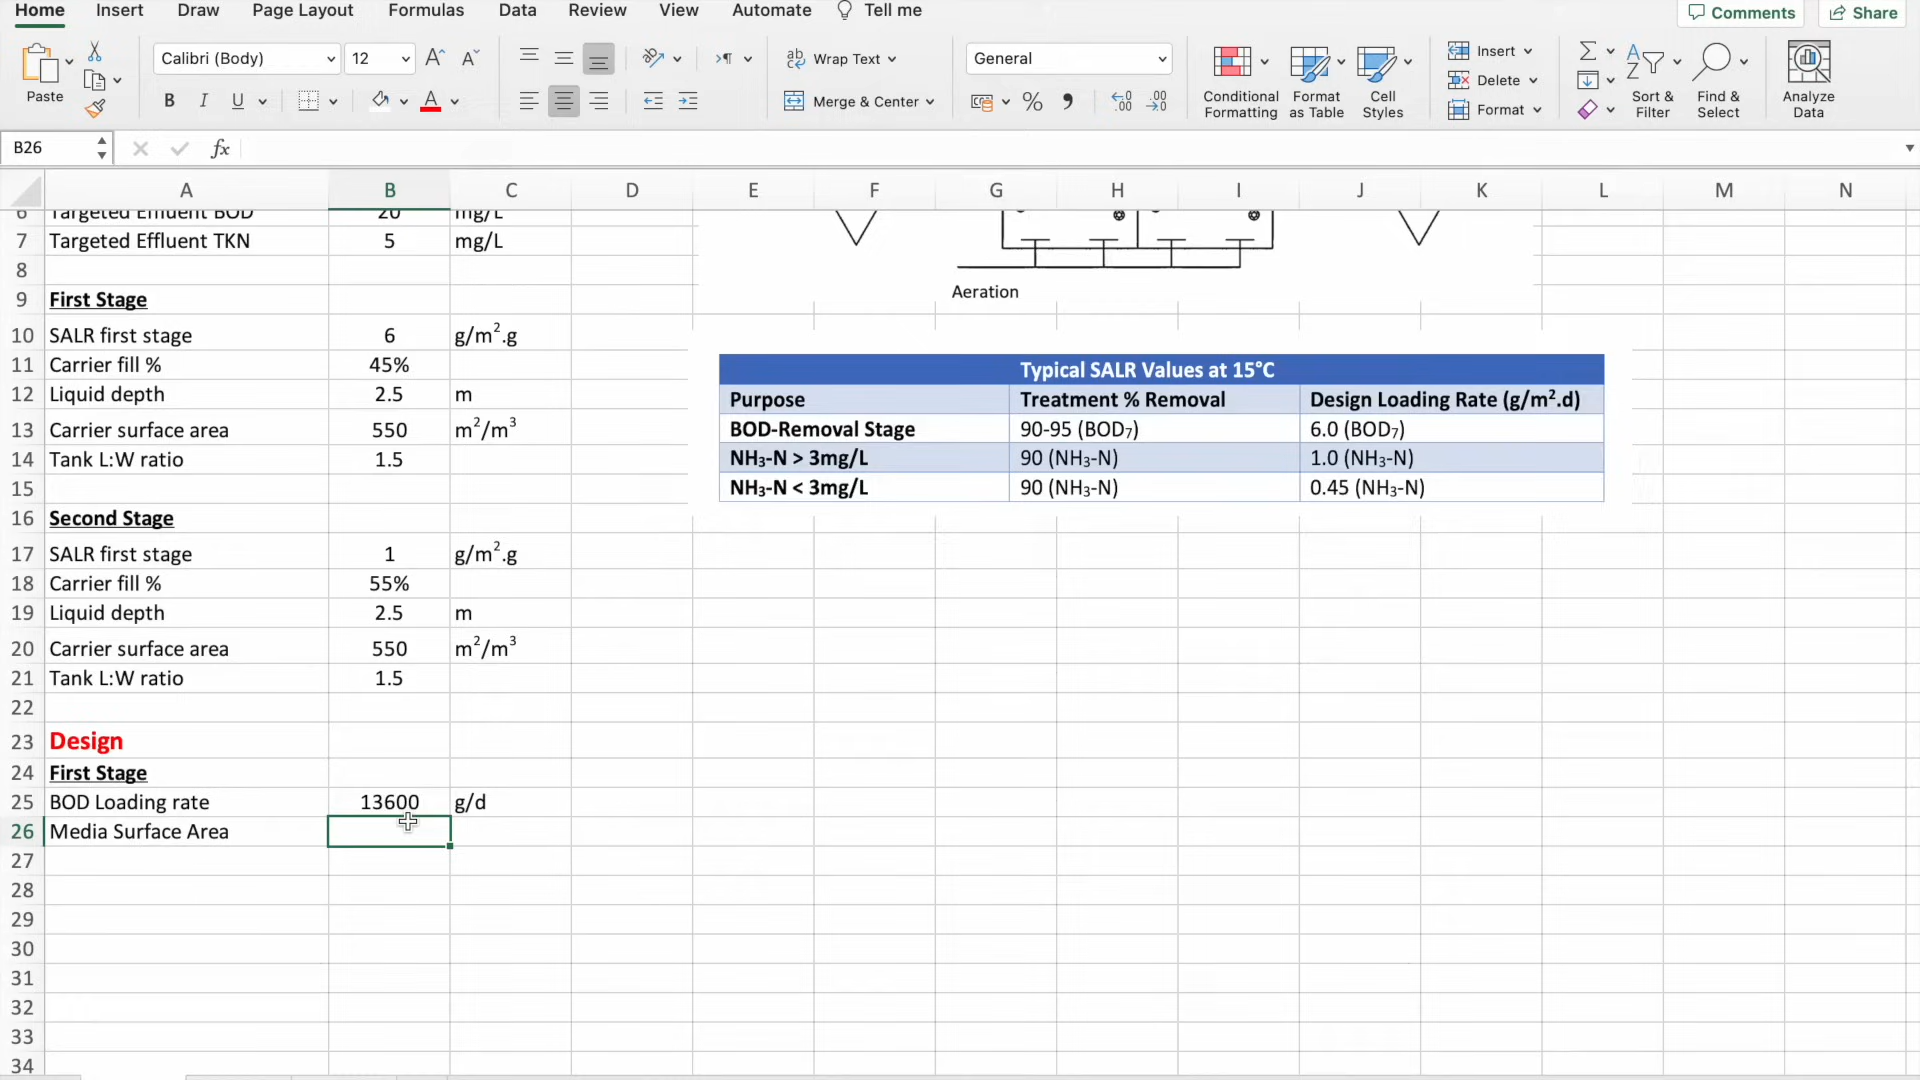 Home Insert Draw Page Layout Formulas Data Review View Automate Tell me Comments Share
Calibri (Body) 12 Wrap Text General Insert
Paste Delete
B I U A Merge & Center % Conditional Formatting Format as Table Cell Styles Format Sort & Filter Find & Select Analyze Data
B26 fx
A B C D E F G H I J K L M N
6 Targeted Effluent BOD 20 mg/L
7 Targeted Effluent TKN 5 mg/L
8
Aeration
9 First Stage
10 SALR first stage 6 g/m².g
11 Carrier fill % 45%
12 Liquid depth 2.5 m
13 Carrier surface area 550 m²/m³
14 Tank L:W ratio 1.5
15
16 Second Stage
17 SALR first stage 1 g/m².g
18 Carrier fill % 55%
19 Liquid depth 2.5 m
20 Carrier surface area 550 m²/m³
21 Tank L:W ratio 1.5
22
23 Design
24 First Stage
25 BOD Loading rate 13600 g/d
26 Media Surface Area
27
28
29
30
31
32
33
34
Typical SALR Values at 15°C
Purpose Treatment % Removal Design Loading Rate (g/m².d)
BOD-Removal Stage 90-95 (BOD₇) 6.0 (BOD₇)
NH₃-N > 3mg/L 90 (NH₃-N) 1.0 (NH₃-N)
NH₃-N < 3mg/L 90 (NH₃-N) 0.45 (NH₃-N)